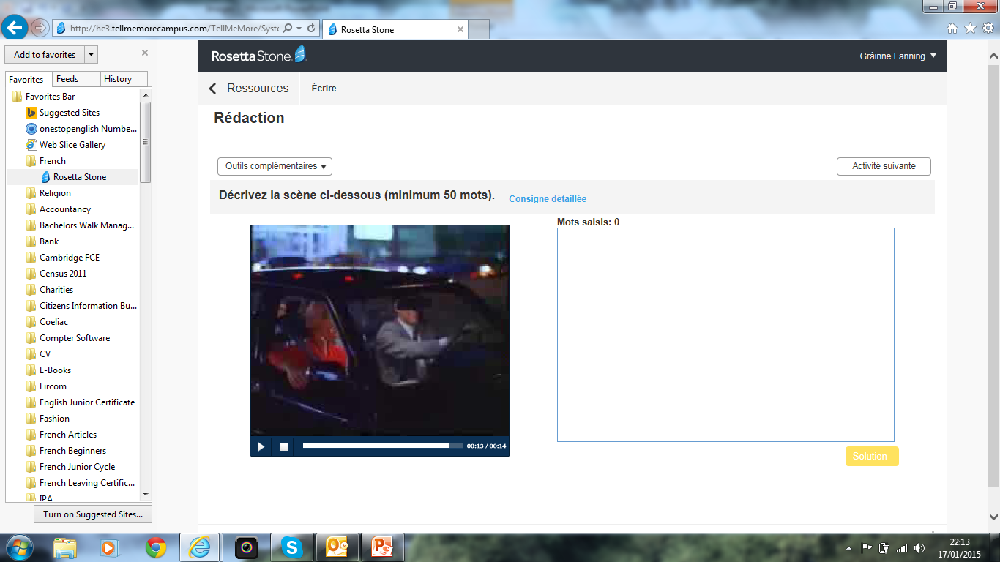 http://he3.tellmemorecampus.com/TellMeMore/Syste
Rosetta Stone
Add to favorites
Favorites
Feeds
History
Favorites Bar
Suggested Sites
onestopenglish Numbe...
Web Slice Gallery
French
Rosetta Stone
Religion
Accountancy
Bachelors Walk Manag...
Bank
Cambridge FCE
Census 2011
Charities
Citizens Information Bu...
Coeliac
Compter Software
CV
E-Books
Eircom
English Junior Certificate
Fashion
French Articles
French Beginners
French Junior Cycle
French Leaving Certific...
IPA
Turn on Suggested Sites...
RosettaStone
Gráinne Fanning
Ressources
Écrire
Rédaction
Outils complémentaires
Activité suivante
Décrivez la scène ci-dessous (minimum 50 mots). Consigne détaillée
Mots saisis: 0
00:13 / 00:14
Solution
22:13
17/01/2015